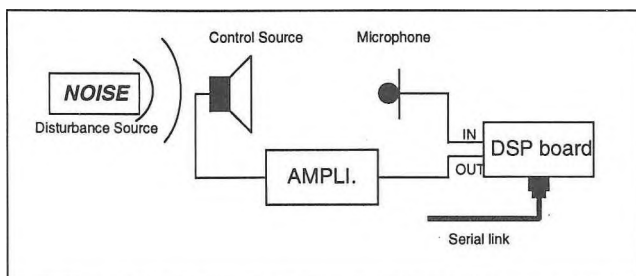 Control Source
Microphone
NOISE
Disturbance Source
IN
DSP board
OUT
AMPLI.
Serial link